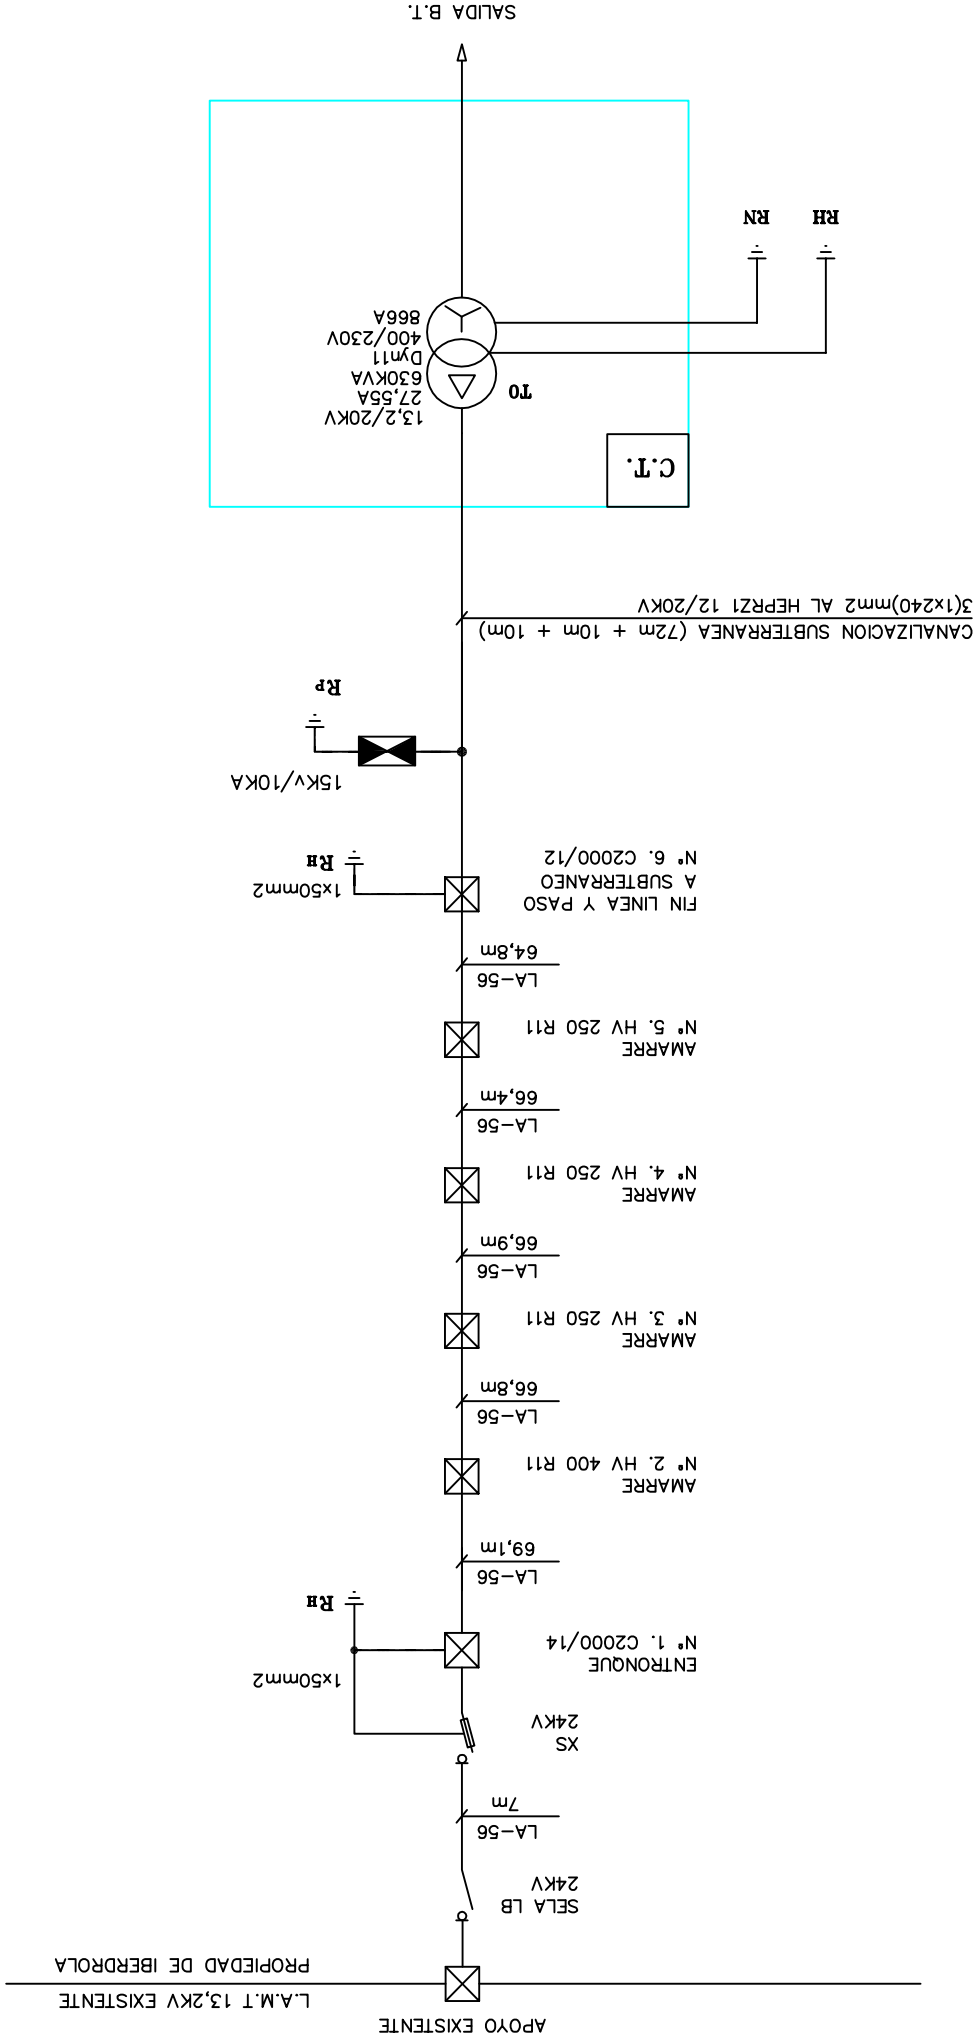 APOYO EXISTENTE
L.A.M.T 13,2KV EXISTENTE
PROPIEDAD DE IBERDROLA
SELA LB
24KV
LA-56
7m
XS
24KV
1x50mm2
ENTRONQUE
Nº 1. C2000/14
RH
LA-56
69,1m
AMARRE
Nº 2. HV 400 R11
LA-56
66,8m
AMARRE
Nº 3. HV 250 R11
LA-56
66,9m
AMARRE
Nº 4. HV 250 R11
LA-56
66,4m
AMARRE
Nº 5. HV 250 R11
LA-56
64,8m
FIN LINEA Y PASO
A SUBTERRANEO
Nº 6. C2000/12
1x50mm2
RH
15Kv/10KA
RP
CANALIZACION SUBTERRANEA (72m + 10m + 10m)
3(1x240)mm2 AL HEPRZ1 12/20KV
C.T.
T0
13,2/20KV
27,55A
630KVA
Dyn11
400/230V
866A
RH
RN
SALIDA B.T.